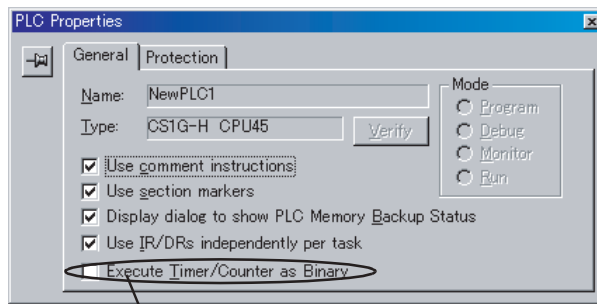 PLC Properties
General Protection
Name: NewPLC1
Type: CS1G-H CPU45 Verify
Mode
Program
Debug
Monitor
Run
Use comment instructions
Use section markers
Display dialog to show PLC Memory Backup Status
Use IR/DRs independently per task
Execute Timer/Counter as Binary